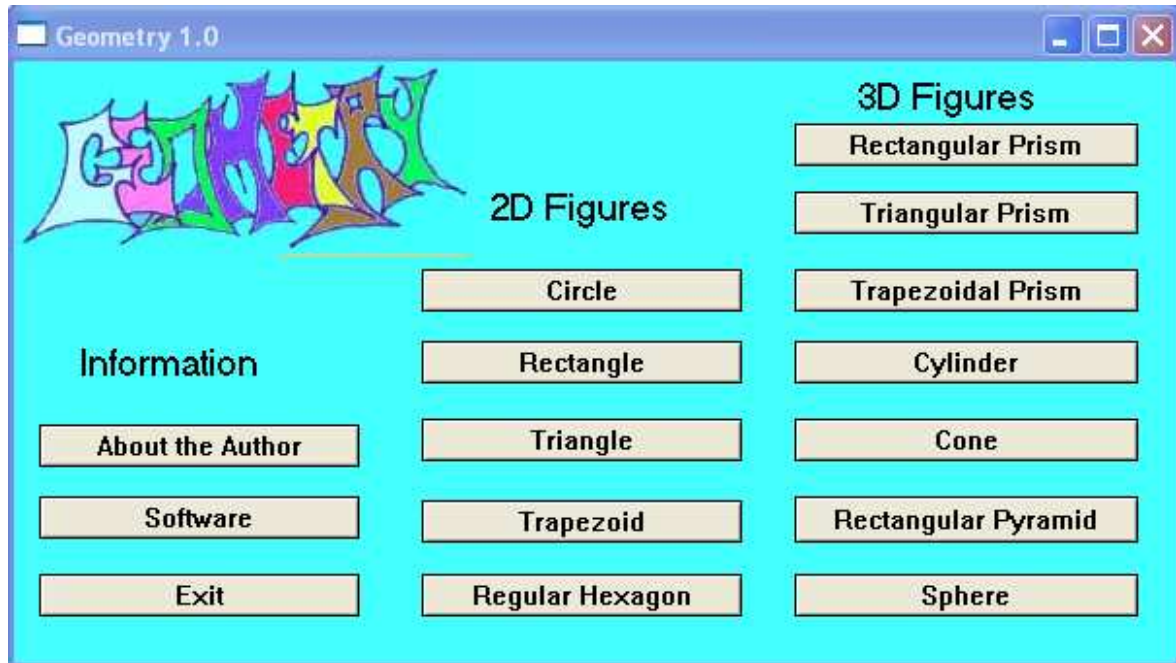 Geometry 1.0
GEOMETRY
Information
About the Author
Software
Exit
2D Figures
Circle
Rectangle
Triangle
Trapezoid
Regular Hexagon
3D Figures
Rectangular Prism
Triangular Prism
Trapezoidal Prism
Cylinder
Cone
Rectangular Pyramid
Sphere